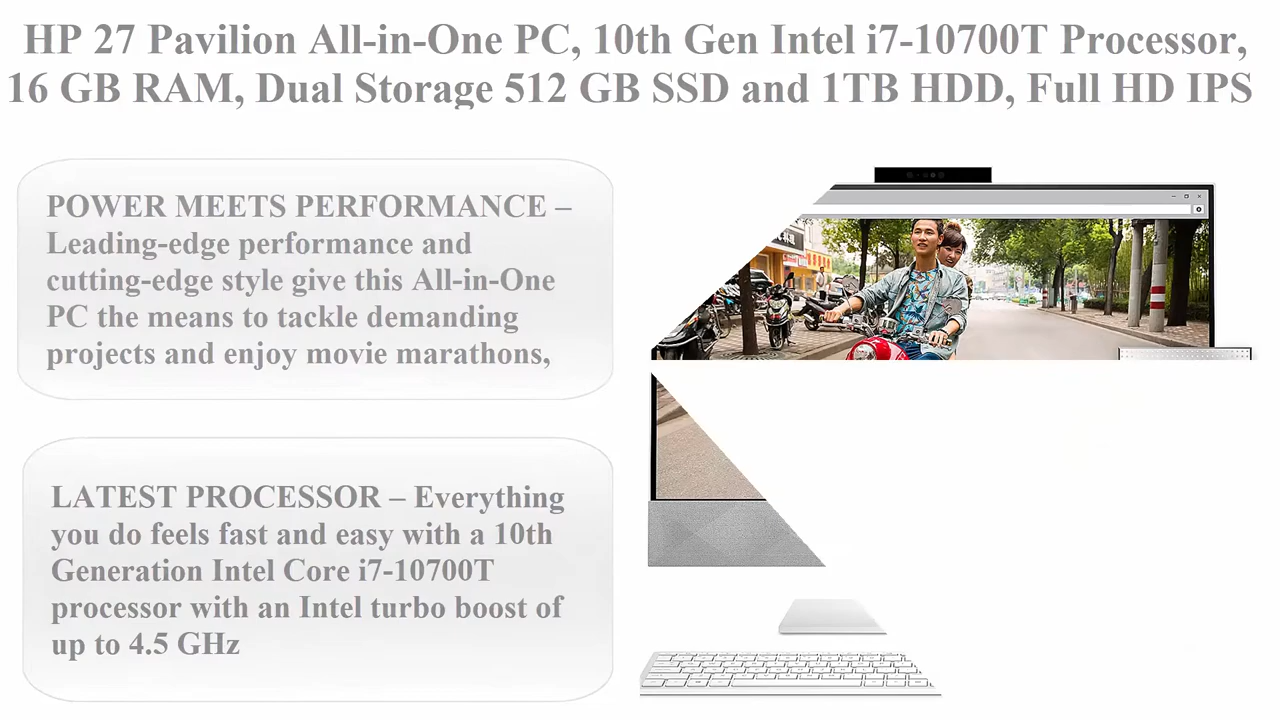 HP 27 Pavilion All-in-One PC, 10th Gen Intel i7-10700T Processor,
16 GB RAM, Dual Storage 512 GB SSD and 1TB HDD, Full HD IPS
POWER MEETS PERFORMANCE –
Leading-edge performance and
cutting-edge style give this All-in-One
PC the means to tackle demanding
projects and enjoy movie marathons,
LATEST PROCESSOR – Everything
you do feels fast and easy with a 10th
Generation Intel Core i7-10700T
processor with an Intel turbo boost of
up to 4.5 GHz